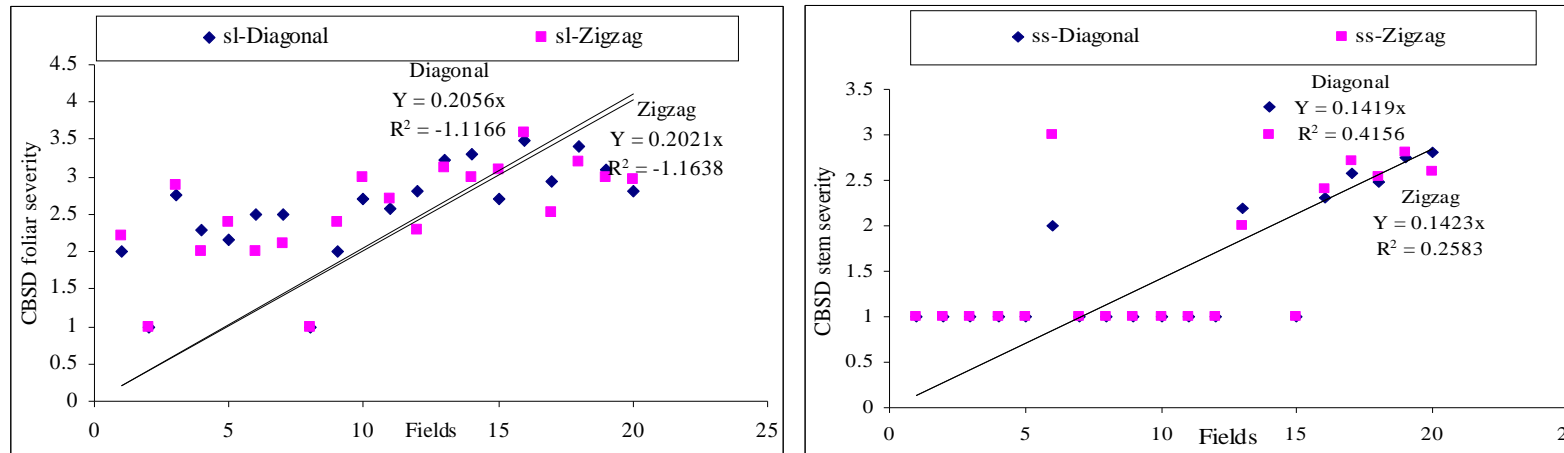 sl-Diagonal sl-Zigzag
4.5
4
3.5
3
2.5
2
1.5
1
0.5
0
CBSD foliar severity
Diagonal
Y = 0.2056x
R² = -1.1166
Zigzag
Y = 0.2021x
R² = -1.1638
0 5 10 15 20 25
Fields
ss-Diagonal ss-Zigzag
3.5
3
2.5
2
1.5
1
0.5
0
CBSD stem severity
Diagonal
Y = 0.1419x
R² = 0.4156
Zigzag
Y = 0.1423x
R² = 0.2583
0 5 10 15 20
Fields